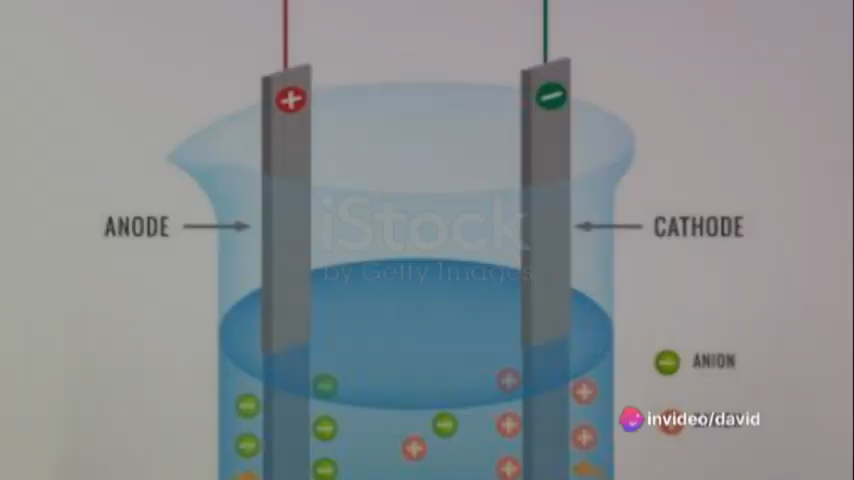 iStock
by Getty Images
ANODE
CATHODE
ANION
invideo/david